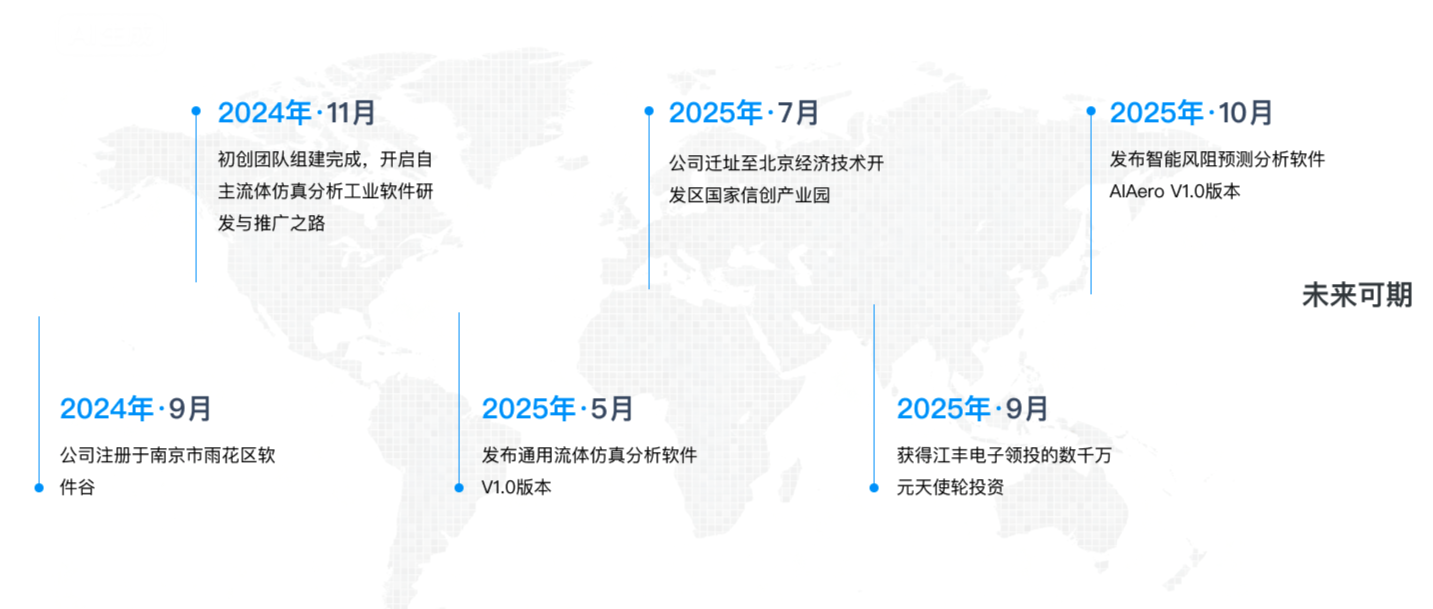 2024年·11月
初创团队组建完成，开启自
主流体仿真分析工业软件研
发与推广之路
2025年·7月
公司迁址至北京经济技术开
发区国家信创产业园
2025年·10月
发布智能风阻预测分析软件
AIAero V1.0版本
未来可期
2024年·9月
公司注册于南京市雨花区软
件谷
2025年·5月
发布通用流体仿真分析软件
V1.0版本
2025年·9月
获得江丰电子领投的数千万
元天使轮投资